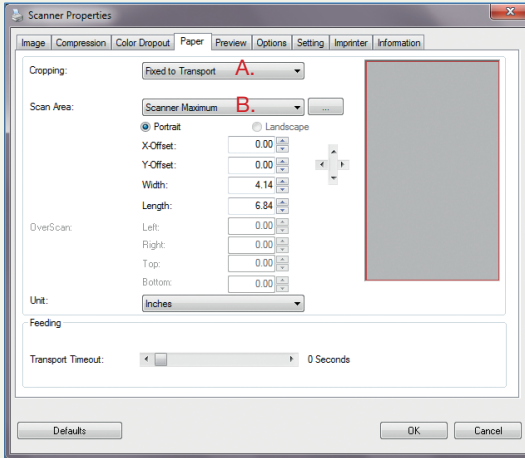 Scanner Properties
Image Compression Color Dropout Paper Preview Options Setting Imprinter Information
Cropping: Fixed to Transport A.
Scan Area: Scanner Maximum B. ...
Portrait Landscape
X-Offset: 0.00
Y-Offset: 0.00
Width: 4.14
Length: 6.84
OverScan: Left: 0.00
Right: 0.00
Top: 0.00
Bottom: 0.00
Unit: Inches
Feeding
Transport Timeout: 0 Seconds
Defaults OK Cancel